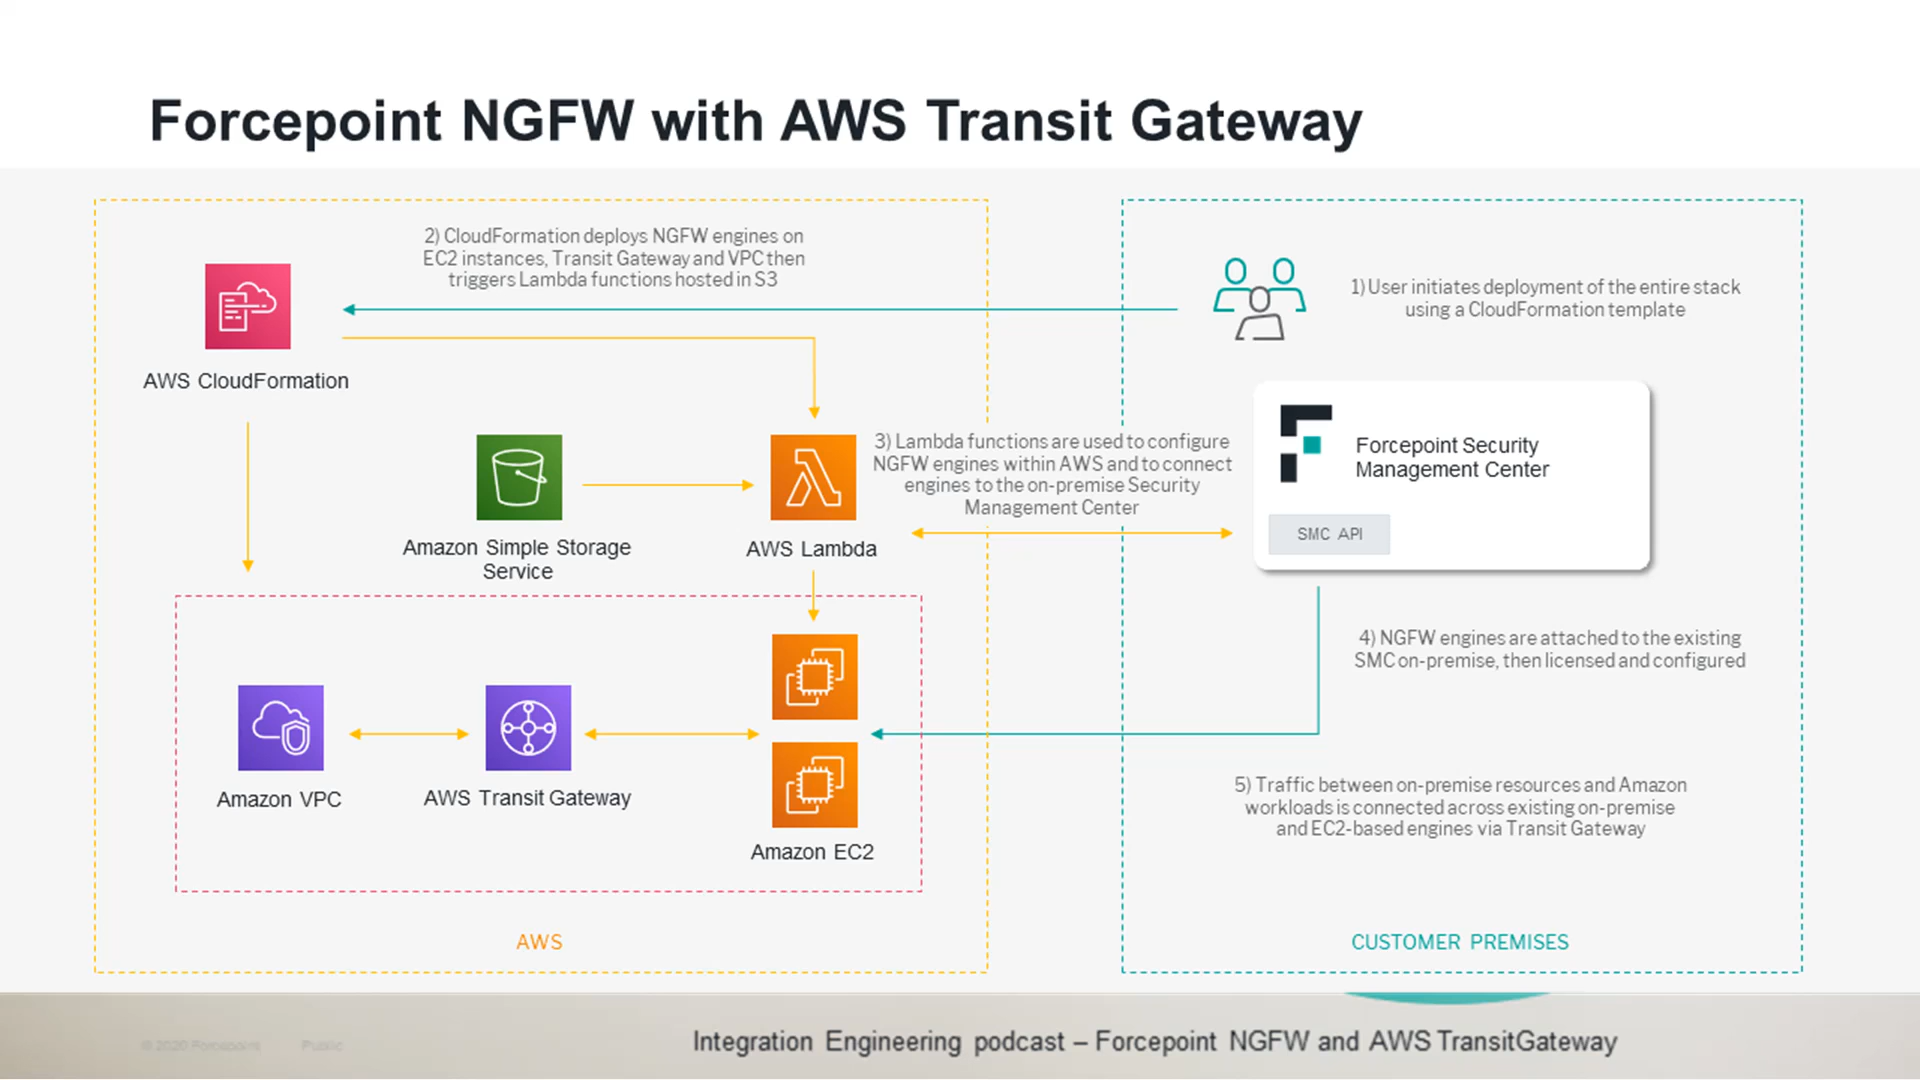 Forcepoint NGFW with AWS Transit Gateway
2) CloudFormation deploys NGFW engines on
EC2 instances, Transit Gateway and VPC then
triggers Lambda functions hosted in S3
1) User initiates deployment of the entire stack
using a CloudFormation template
AWS CloudFormation
3) Lambda functions are used to configure
NGFW engines within AWS and to connect
engines to the on-premise Security
Management Center
Forcepoint Security
Management Center
SMC API
Amazon Simple Storage
Service
AWS Lambda
4) NGFW engines are attached to the existing
SMC on-premise, then licensed and configured
Amazon VPC
AWS Transit Gateway
Amazon EC2
5) Traffic between on-premise resources and Amazon
workloads is connected across existing on-premise
and EC2-based engines via Transit Gateway
AWS
CUSTOMER PREMISES
© 2020 Forcepoint
Public
Integration Engineering podcast – Forcepoint NGFW and AWS TransitGateway